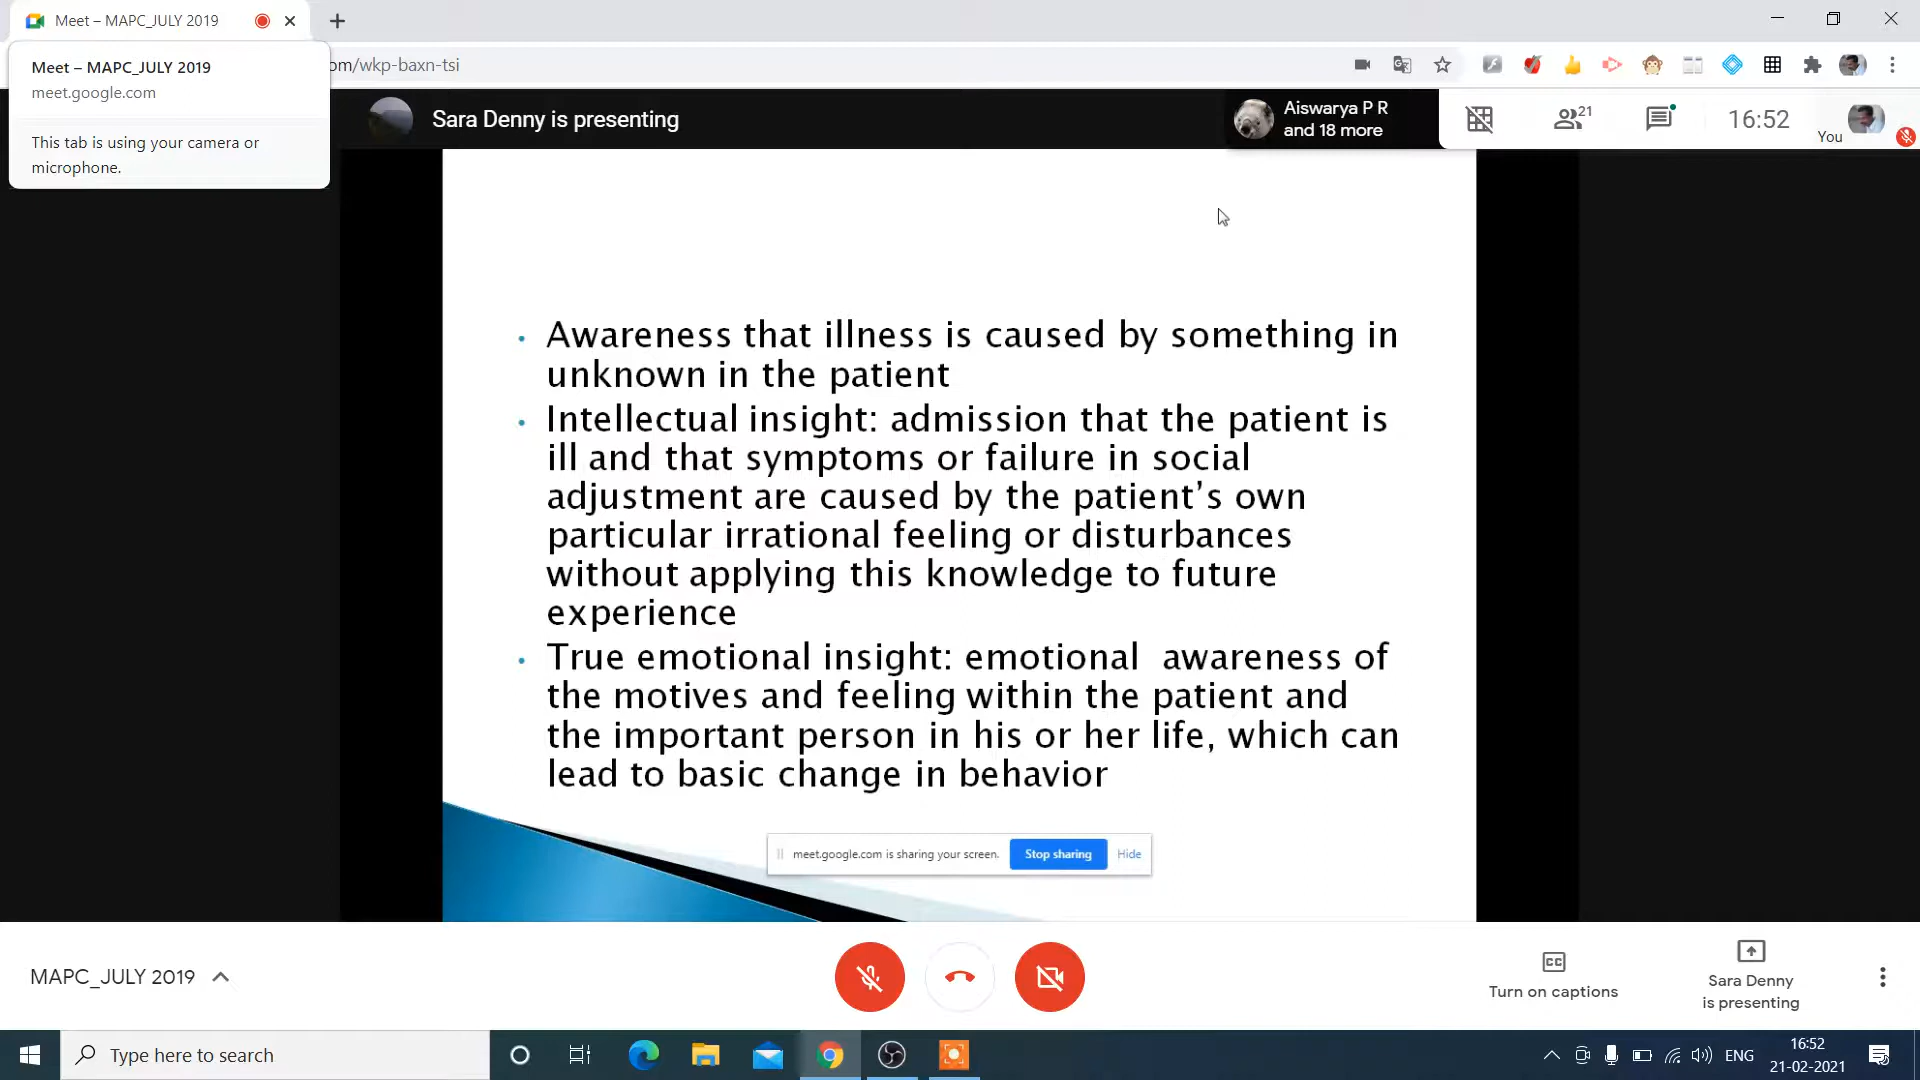 Meet – MAPC_JULY 2019
Meet – MAPC_JULY 2019
meet.google.com
This tab is using your camera or
microphone.
om/wkp-baxn-tsi
Sara Denny is presenting
Aiswarya P R
and 18 more
21
16:52
You
• Awareness that illness is caused by something in
unknown in the patient
• Intellectual insight: admission that the patient is
ill and that symptoms or failure in social
adjustment are caused by the patient’s own
particular irrational feeling or disturbances
without applying this knowledge to future
experience
• True emotional insight: emotional  awareness of
the motives and feeling within the patient and
the important person in his or her life, which can
lead to basic change in behavior
meet.google.com is sharing your screen.
Stop sharing
Hide
MAPC_JULY 2019
CC
Turn on captions
Sara Denny
is presenting
Type here to search
ENG
16:52
21-02-2021